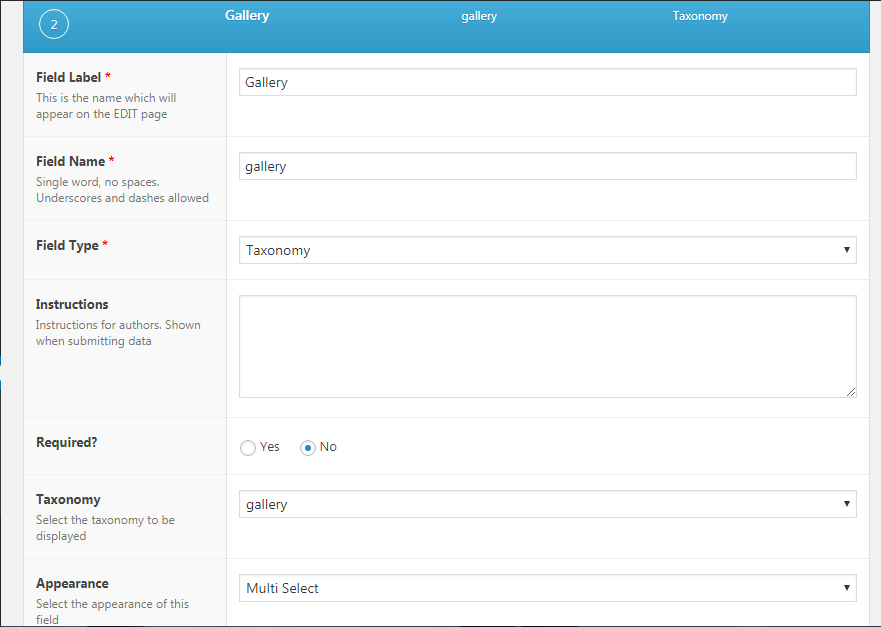 2 Gallery gallery Taxonomy
Field Label *
This is the name which will
appear on the EDIT page
Gallery
Field Name *
Single word, no spaces.
Underscores and dashes allowed
gallery
Field Type *
Taxonomy
Instructions
Instructions for authors. Shown
when submitting data
Required?
Yes No
Taxonomy
Select the taxonomy to be
displayed
gallery
Appearance
Select the appearance of this
field
Multi Select